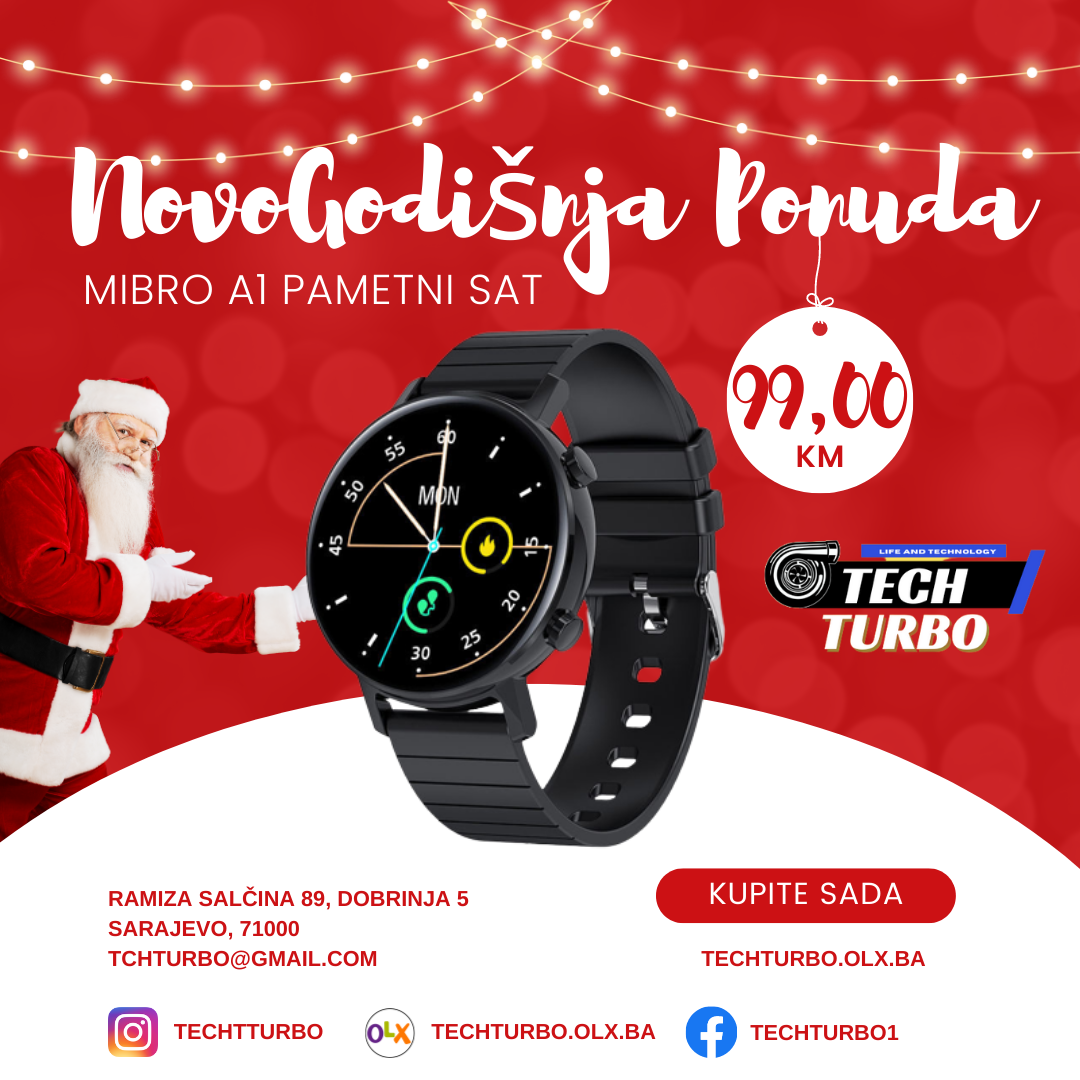 NovoGodiŠnja Ponuda
MIBRO A1 PAMETNI SAT
99,00
KM
60
55
50
45
MON
15
20
25
30
LIFE AND TECHNOLOGY
TECH
TURBO
RAMIZA SALČINA 89, DOBRINJA 5
SARAJEVO, 71000
TCHTURBO@GMAIL.COM
KUPITE SADA
TECHTURBO.OLX.BA
TECHTTURBO
OLX
TECHTURBO.OLX.BA
TECHTURBO1